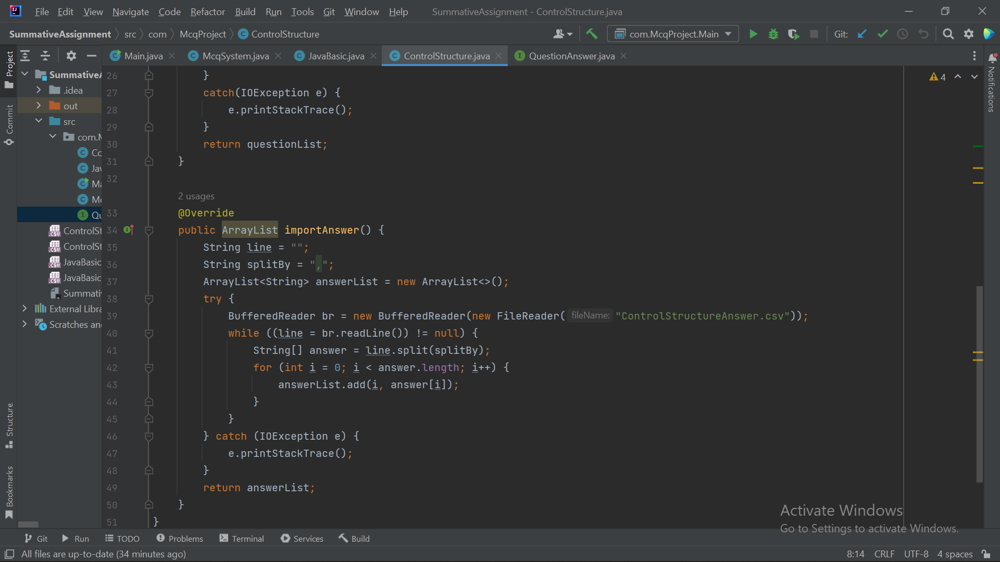 File Edit View Navigate Code Refactor Build Run Tools Git Window Help SummativeAssignment - ControlStructure.java
SummativeAssignment src com McqProject ControlStructure com.McqProject.Main Git:
Project
Commit
Structure
Bookmarks
Main.java McqSystem.java JavaBasic.java ControlStructure.java QuestionAnswer.java
Notifications
4
SummativeA
.idea
out
src
com.M
Co
Jav
Ma
Mc
Qu
ControlSt
ControlSt
JavaBasic
JavaBasic
Summativ
External Libra
Scratches an
26 }
27 catch(IOException e) {
28 e.printStackTrace();
29 }
30 return questionList;
31 }
32
2 usages
33 @Override
34 public ArrayList importAnswer() {
35 String line = "";
36 String splitBy = ",";
37 ArrayList<String> answerList = new ArrayList<>();
38 try {
39 BufferedReader br = new BufferedReader(new FileReader( fileName: "ControlStructureAnswer.csv"));
40 while ((line = br.readLine()) != null) {
41 String[] answer = line.split(splitBy);
42 for (int i = 0; i < answer.length; i++) {
43 answerList.add(i, answer[i]);
44 }
45 }
46 } catch (IOException e) {
47 e.printStackTrace();
48 }
49 return answerList;
50 }
51 }
Activate Windows
Go to Settings to activate Windows.
Git Run TODO Problems Terminal Services Build
All files are up-to-date (34 minutes ago) 8:14 CRLF UTF-8 4 spaces